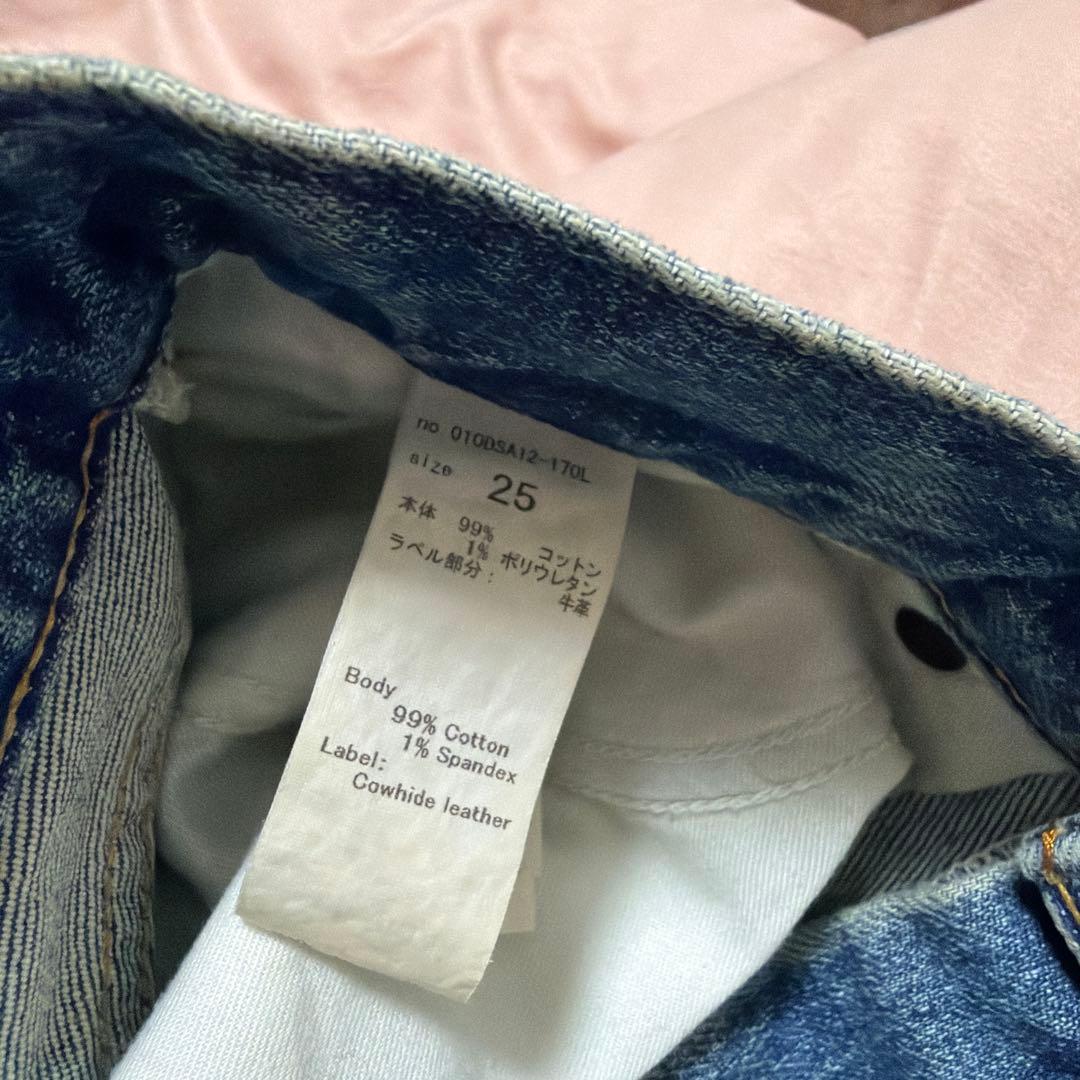 no 010DSA12-170L
size 25
本体 99% コットン
1% ポリウレタン
ラベル部分: 牛革
Body
99% Cotton
1% Spandex
Label:
Cowhide leather